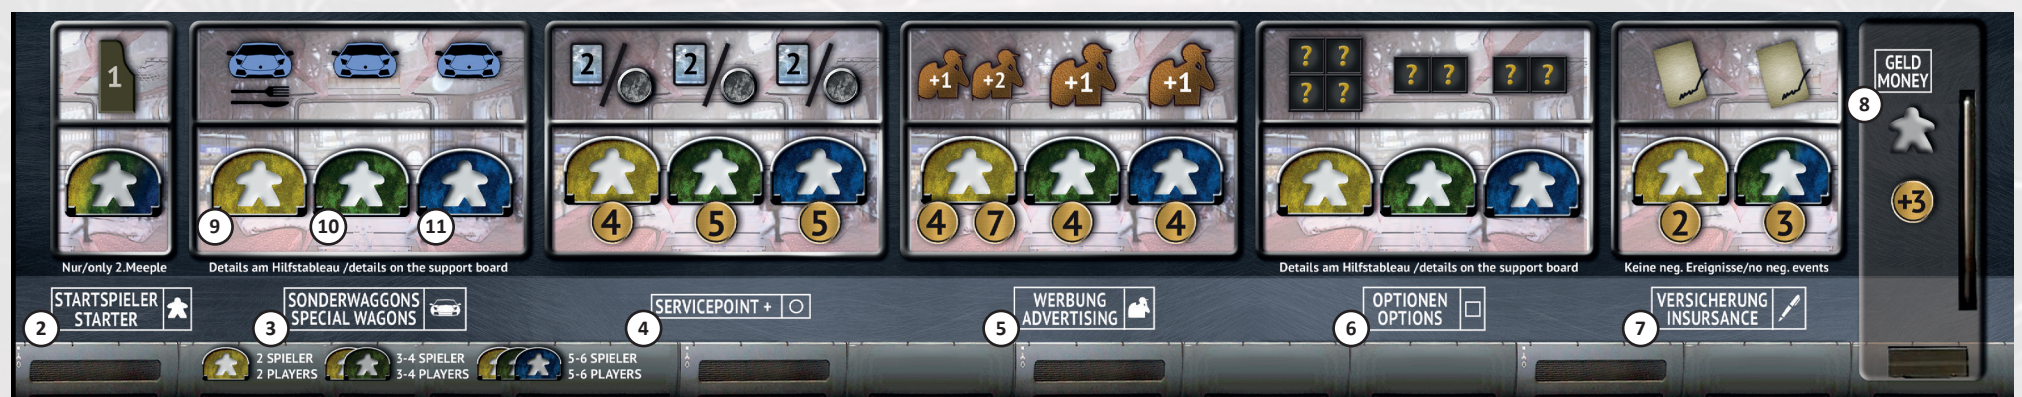 1
2 2 2
+1 +2 +1 +1
? ? ? ? ? ?
? ?
GELD
MONEY
8
+3
9 10 11
4 5 5
4 7 4 4
2 3
Nur/only 2.Meeple
Details am Hilfstableau /details on the support board
Details am Hilfstableau /details on the support board
Keine neg. Ereignisse/no neg. events
2
STARTSPIELER
STARTER
3
SONDERWAGGONS
SPECIAL WAGONS
4
SERVICEPOINT +
5
WERBUNG
ADVERTISING
6
OPTIONEN
OPTIONS
7
VERSICHERUNG
INSURSANCE
2 SPIELER
2 PLAYERS
3-4 SPIELER
3-4 PLAYERS
5-6 SPIELER
5-6 PLAYERS